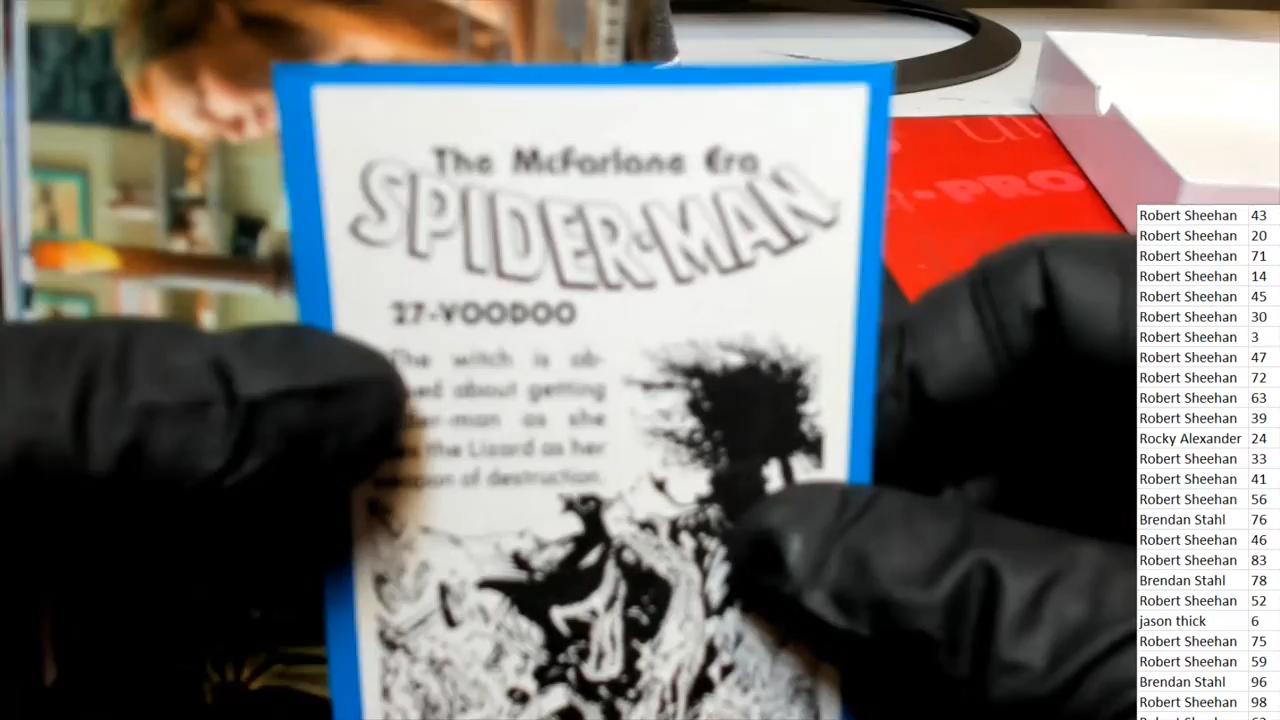 The McFarlane Era
SPIDER-MAN
27-VOODOO
The witch is ob-
about getting
man as she
the Lizard as her
of destruction.
PRO
Robert Sheehan 43
Robert Sheehan 20
Robert Sheehan 71
Robert Sheehan 14
Robert Sheehan 45
Robert Sheehan 30
Robert Sheehan 3
Robert Sheehan 47
Robert Sheehan 72
Robert Sheehan 63
Robert Sheehan 39
Rocky Alexander 24
Robert Sheehan 33
Robert Sheehan 41
Robert Sheehan 56
Brendan Stahl 76
Robert Sheehan 46
Robert Sheehan 83
Brendan Stahl 78
Robert Sheehan 52
jason thick 6
Robert Sheehan 75
Robert Sheehan 59
Brendan Stahl 96
Robert Sheehan 98